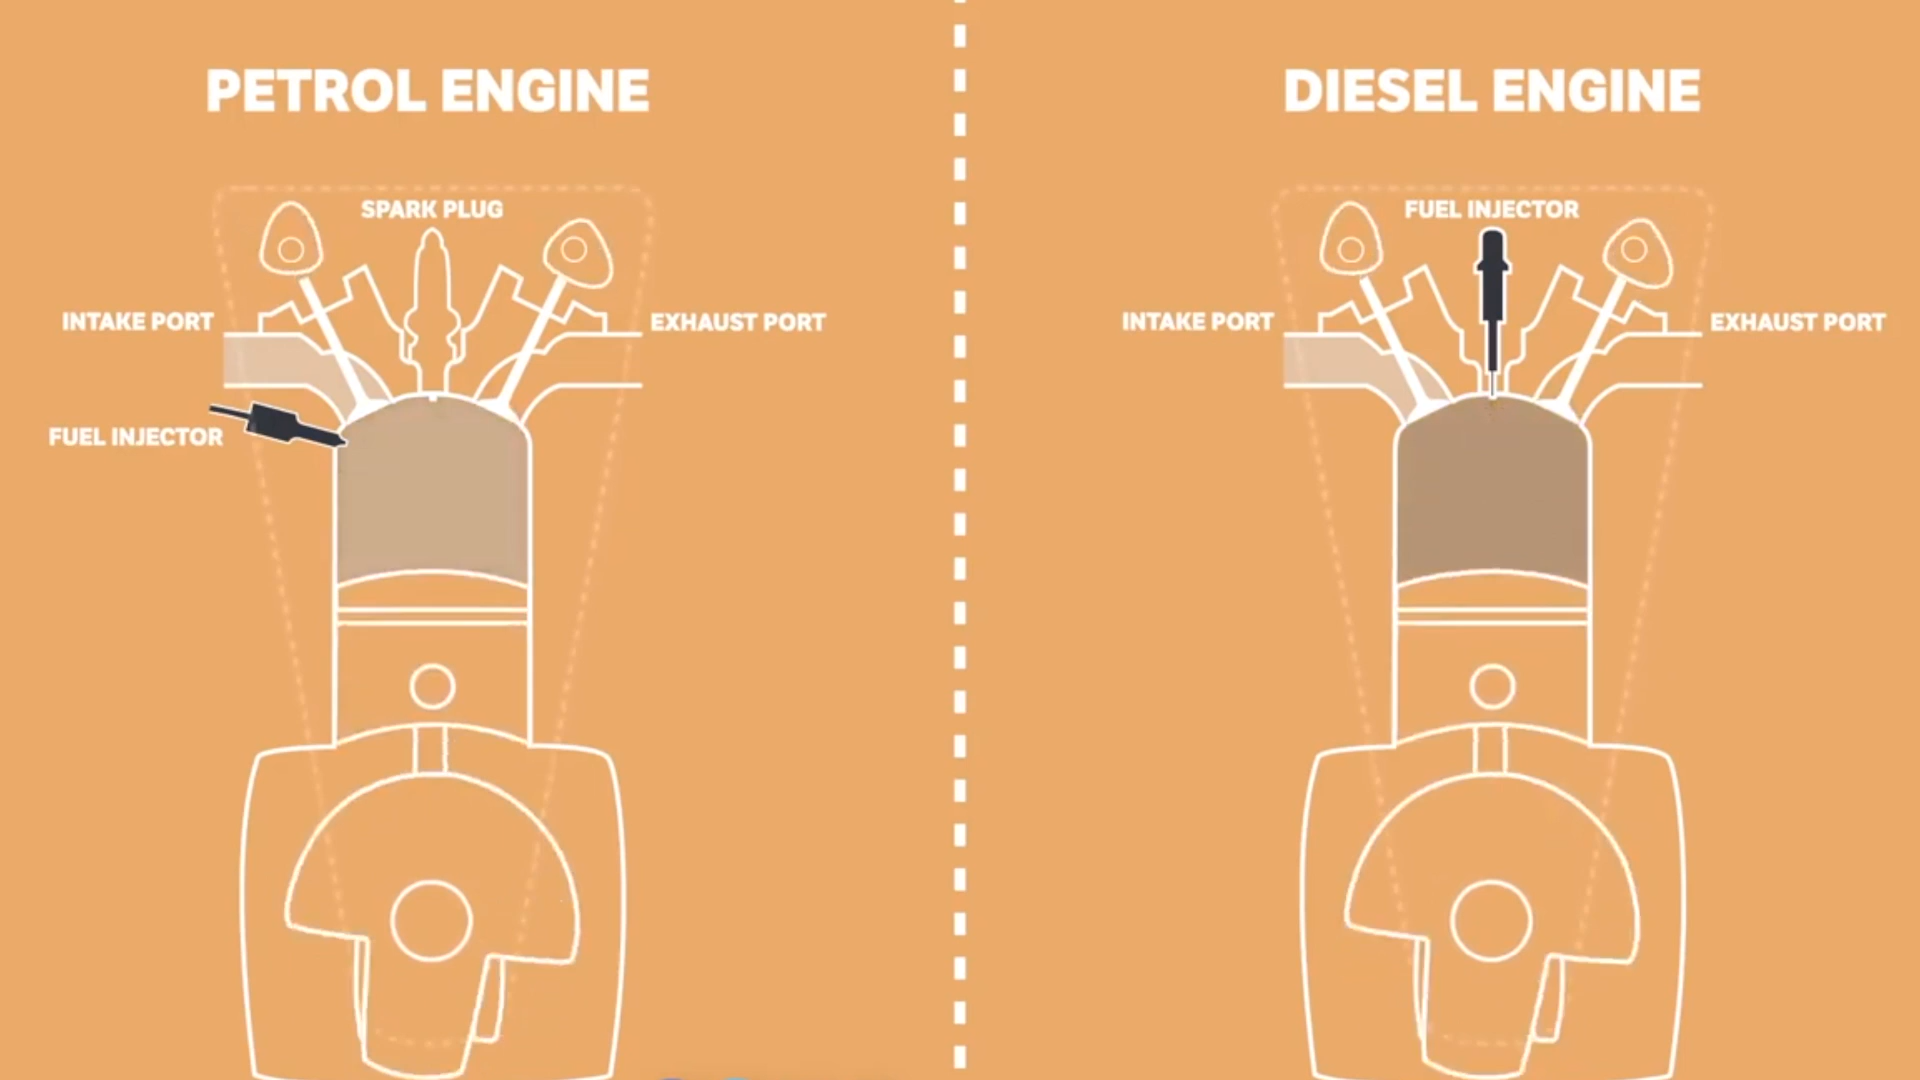 PETROL ENGINE
SPARK PLUG
INTAKE PORT
EXHAUST PORT
FUEL INJECTOR
DIESEL ENGINE
FUEL INJECTOR
INTAKE PORT
EXHAUST PORT